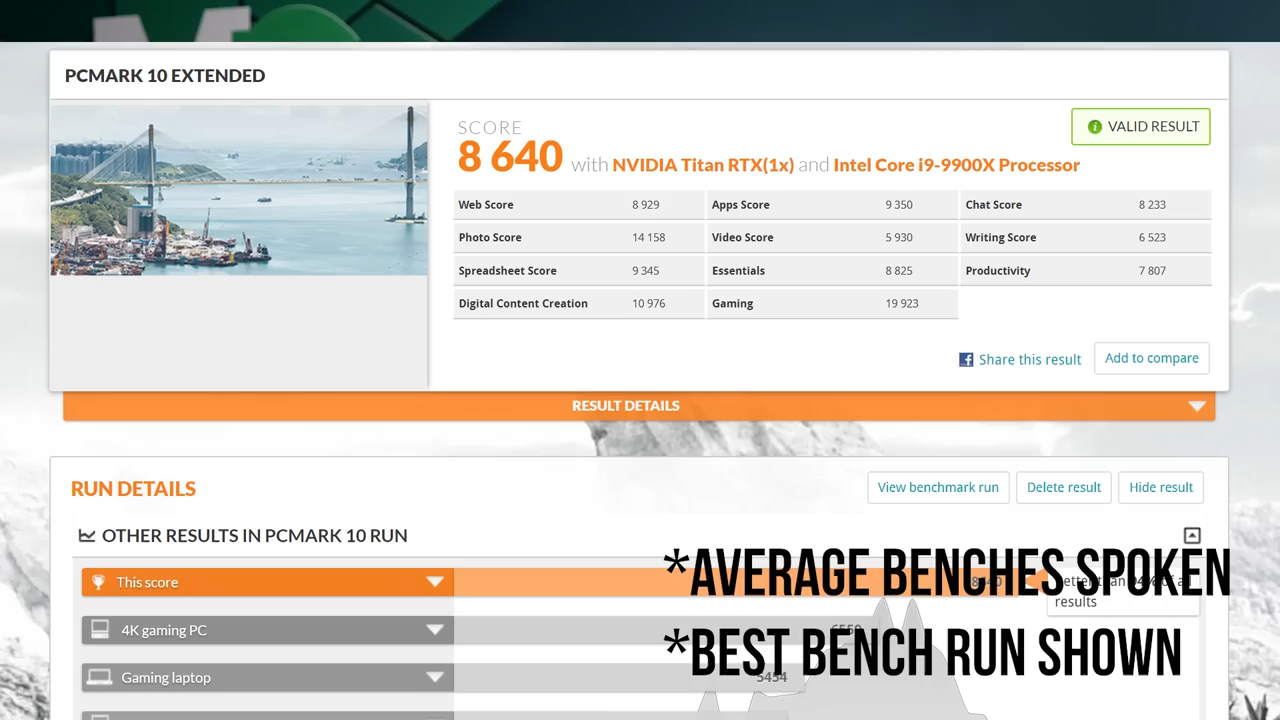 PCMARK 10 EXTENDED
SCORE
VALID RESULT
8 640 with NVIDIA Titan RTX(1x) and Intel Core i9-9900X Processor
Web Score 8 929 Apps Score 9 350 Chat Score 8 233
Photo Score 14 158 Video Score 5 930 Writing Score 6 523
Spreadsheet Score 9 345 Essentials 8 825 Productivity 7 807
Digital Content Creation 10 976 Gaming 19 923
Share this result Add to compare
RESULT DETAILS
RUN DETAILS View benchmark run Delete result Hide result
OTHER RESULTS IN PCMARK 10 RUN
*AVERAGE BENCHES SPOKEN
This score
results
4K gaming PC
*BEST BENCH RUN SHOWN
Gaming laptop 5454